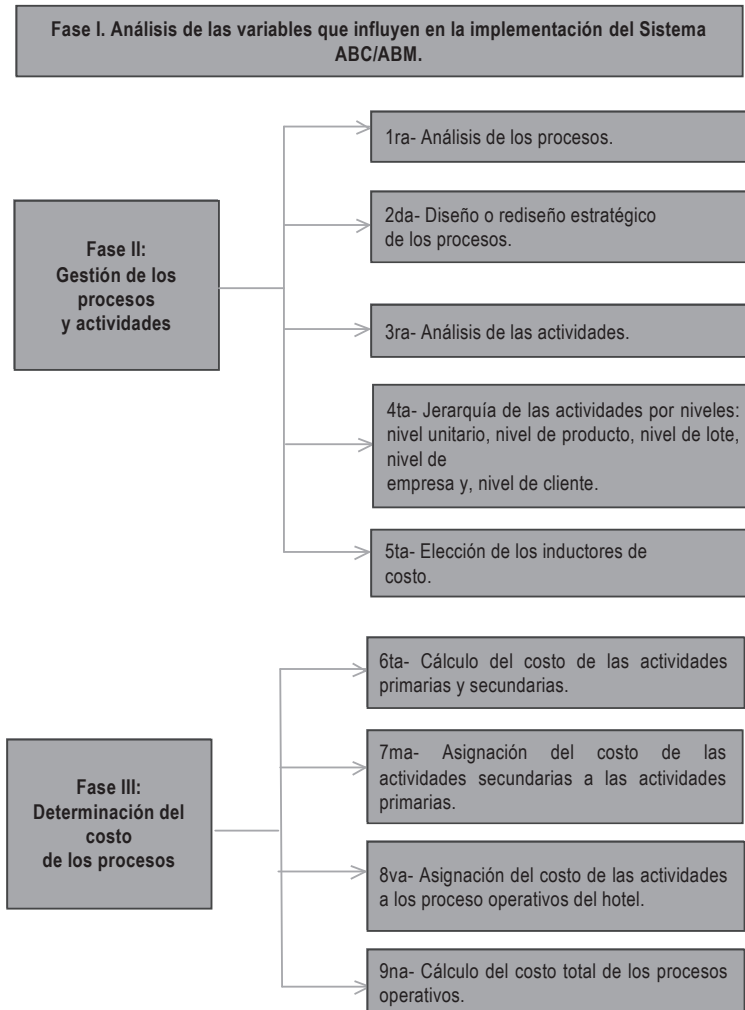 Fase I. Análisis de las variables que influyen en la implementación del Sistema
ABC/ABM.
1ra- Análisis de los procesos.
2da- Diseño o rediseño estratégico
de los procesos.
Fase II:
Gestión de los
procesos
y actividades
3ra- Análisis de las actividades.
4ta- Jerarquía de las actividades por niveles:
nivel unitario, nivel de producto, nivel de lote,
nivel de
empresa y, nivel de cliente.
5ta- Elección de los inductores de
costo.
6ta- Cálculo del costo de las actividades
primarias y secundarias.
7ma- Asignación del costo de las
actividades secundarias a las actividades
primarias.
Fase III:
Determinación del
costo
de los procesos
8va- Asignación del costo de las actividades
a los proceso operativos del hotel.
9na- Cálculo del costo total de los procesos
operativos.